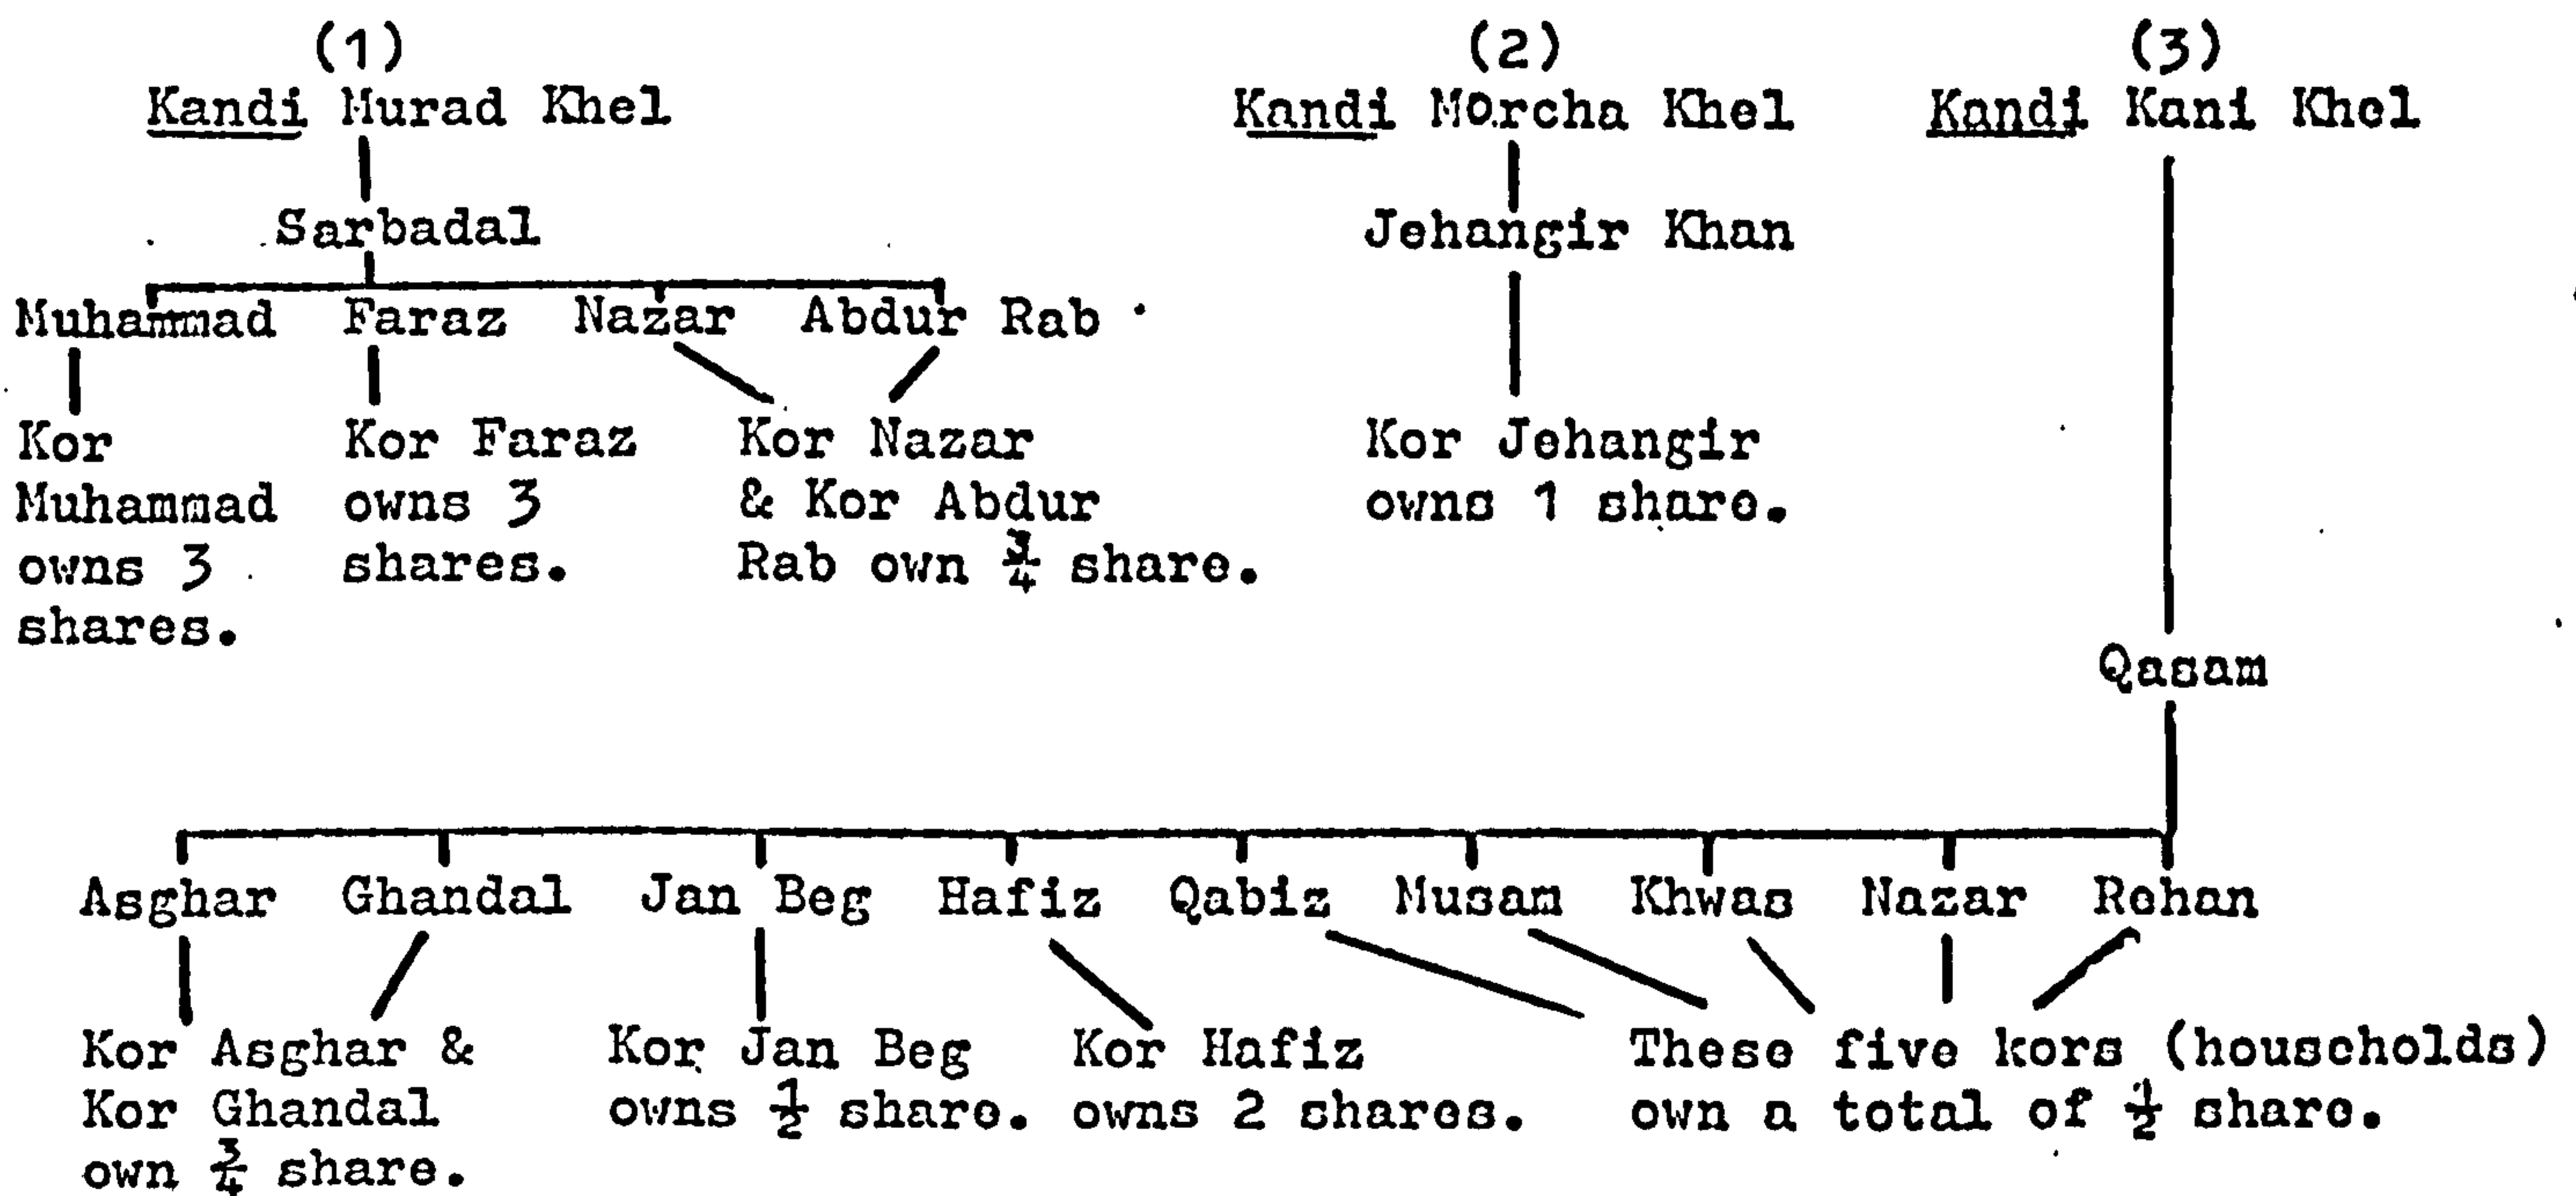 (1) (2) (3)
Kandi Murad Khel Kandi Morcha Khel Kandi Kani Khel
Sarbadal Jehangir Khan
Muhammad Faraz Nazar Abdur Rab
Kor Kor Faraz Kor Nazar Kor Jehangir
Muhammad owns 3 & Kor Abdur owns 1 share.
owns 3 shares. Rab own ¾ share.
shares.
Qasam
Asghar Ghandal Jan Beg Hafiz Qabiz Musam Khwas Nazar Rehan
Kor Asghar & Kor Jan Beg Kor Hafiz These five kors (households)
Kor Ghandal owns ½ share. owns 2 shares. own a total of ½ share.
own ¾ share.